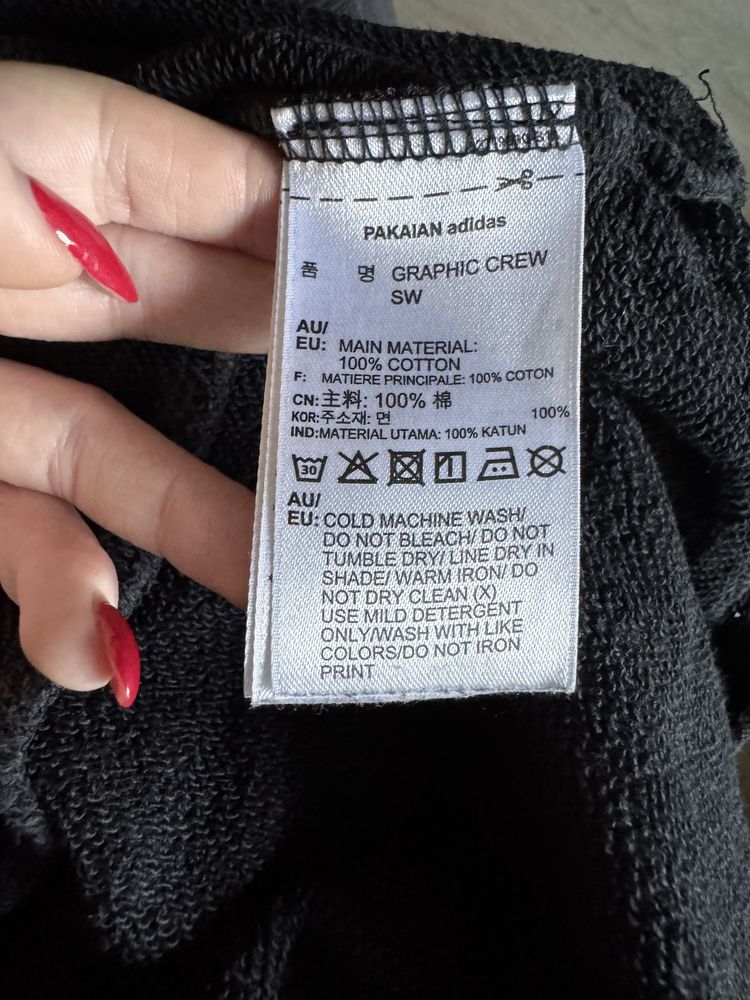 PAKAIAN adidas
품 명 GRAPHIC CREW
SW
AU/
EU: MAIN MATERIAL:
100% COTTON
F: MATIERE PRINCIPALE: 100% COTON
CN:主料: 100% 棉
KOR:주소재: 면 100%
IND:MATERIAL UTAMA: 100% KATUN
30
AU/
EU: COLD MACHINE WASH/
DO NOT BLEACH/ DO NOT
TUMBLE DRY/ LINE DRY IN
SHADE/ WARM IRON/ DO
NOT DRY CLEAN (X)
USE MILD DETERGENT
ONLY/WASH WITH LIKE
COLORS/DO NOT IRON
PRINT